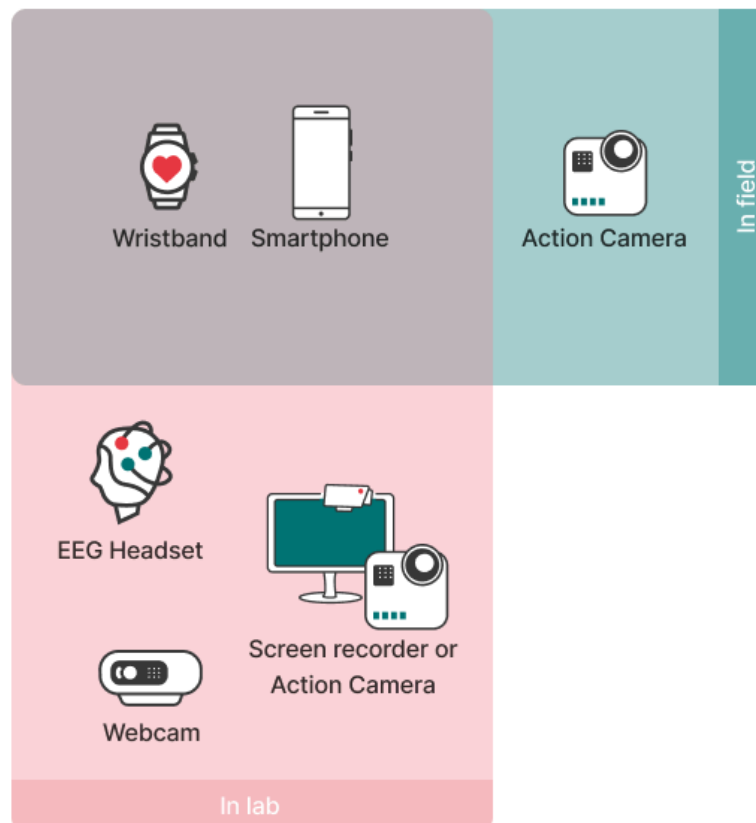 Wristband
Smartphone
Action Camera
In field
EEG Headset
Screen recorder or
Action Camera
Webcam
In lab